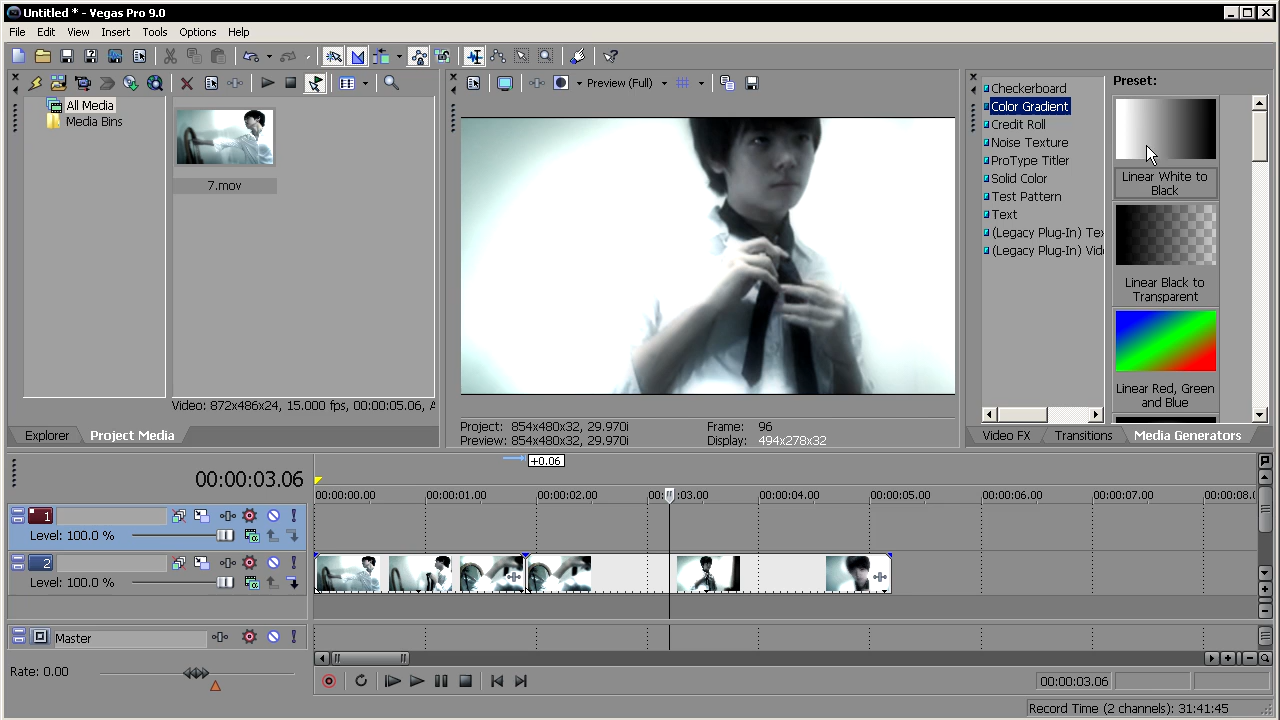 Untitled * - Vegas Pro 9.0
File Edit View Insert Tools Options Help
Preview (Full)
All Media
Media Bins
7.mov
Video: 872x486x24, 15.000 fps, 00:00:05.06, A
Explorer Project Media
Project: 854x480x32, 29.970i Frame: 96
Preview: 854x480x32, 29.970i Display: 494x278x32
Checkerboard
Color Gradient
Credit Roll
Noise Texture
ProType Titler
Solid Color
Test Pattern
Text
(Legacy Plug-In) Tex
(Legacy Plug-In) Vid
Preset:
Linear White to
Black
Linear Black to
Transparent
Linear Red, Green
and Blue
Video FX Transitions Media Generators
+0.06
00:00:03.06
00:00:00.00 00:00:01.00 00:00:02.00 00:00:03.00 00:00:04.00 00:00:05.00 00:00:06.00 00:00:07.00 00:00:08.0
1
Level: 100.0 %
2
Level: 100.0 %
Master
Rate: 0.00
00:00:03.06
Record Time (2 channels): 31:41:45